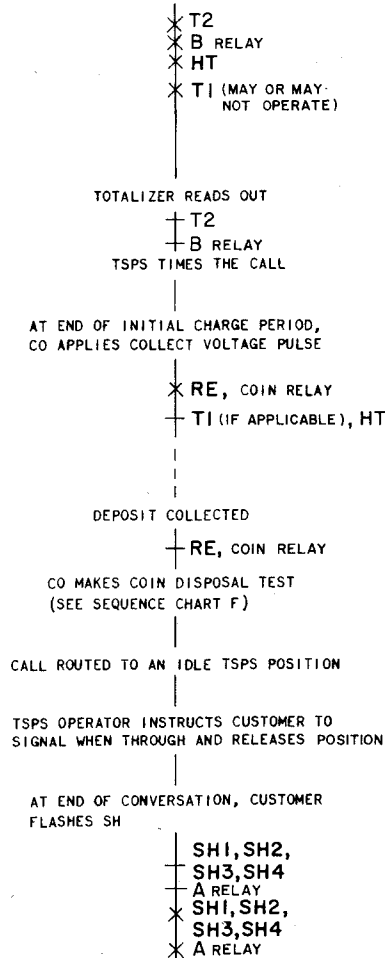 T2
B RELAY
HT
T1 (MAY OR MAY
NOT OPERATE)
TOTALIZER READS OUT
T2
B RELAY
TSPS TIMES THE CALL
AT END OF INITIAL CHARGE PERIOD,
CO APPLIES COLLECT VOLTAGE PULSE
RE, COIN RELAY
T1 (IF APPLICABLE), HT
DEPOSIT COLLECTED
RE, COIN RELAY
CO MAKES COIN DISPOSAL TEST
(SEE SEQUENCE CHART F)
CALL ROUTED TO AN IDLE TSPS POSITION
TSPS OPERATOR INSTRUCTS CUSTOMER TO
SIGNAL WHEN THROUGH AND RELEASES POSITION
AT END OF CONVERSATION, CUSTOMER
FLASHES SH
SH1, SH2,
SH3, SH4
A RELAY
SH1, SH2,
SH3, SH4
A RELAY